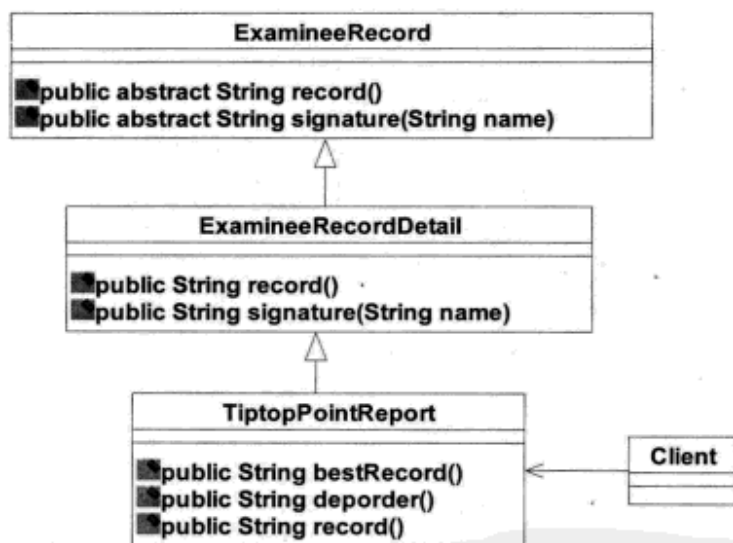 ExamineeRecord
public abstract String record()
public abstract String signature(String name)
ExamineeRecordDetail
public String record()
public String signature(String name)
TiptopPointReport
public String bestRecord()
public String deporder()
public String record()
Client